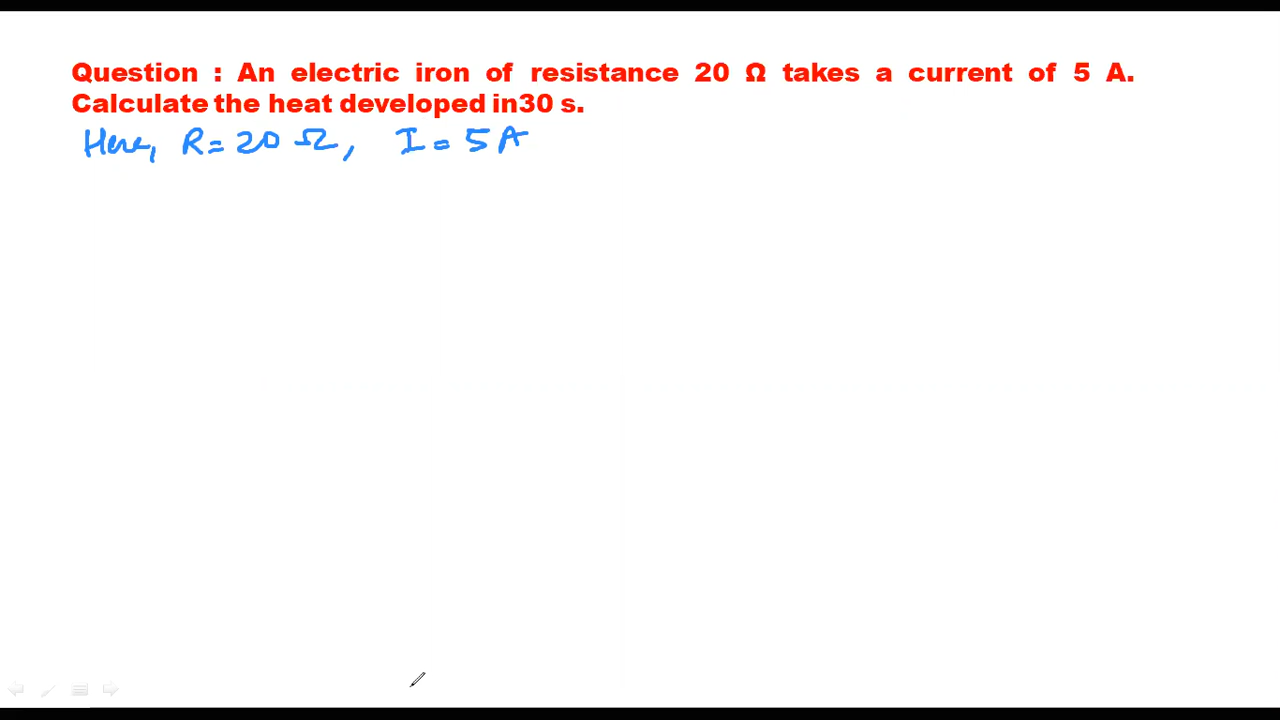 Question : An electric iron of resistance 20 Ω takes a current of 5 A.
Calculate the heat developed in30 s.
Here, R = 20 Ω, I = 5 A